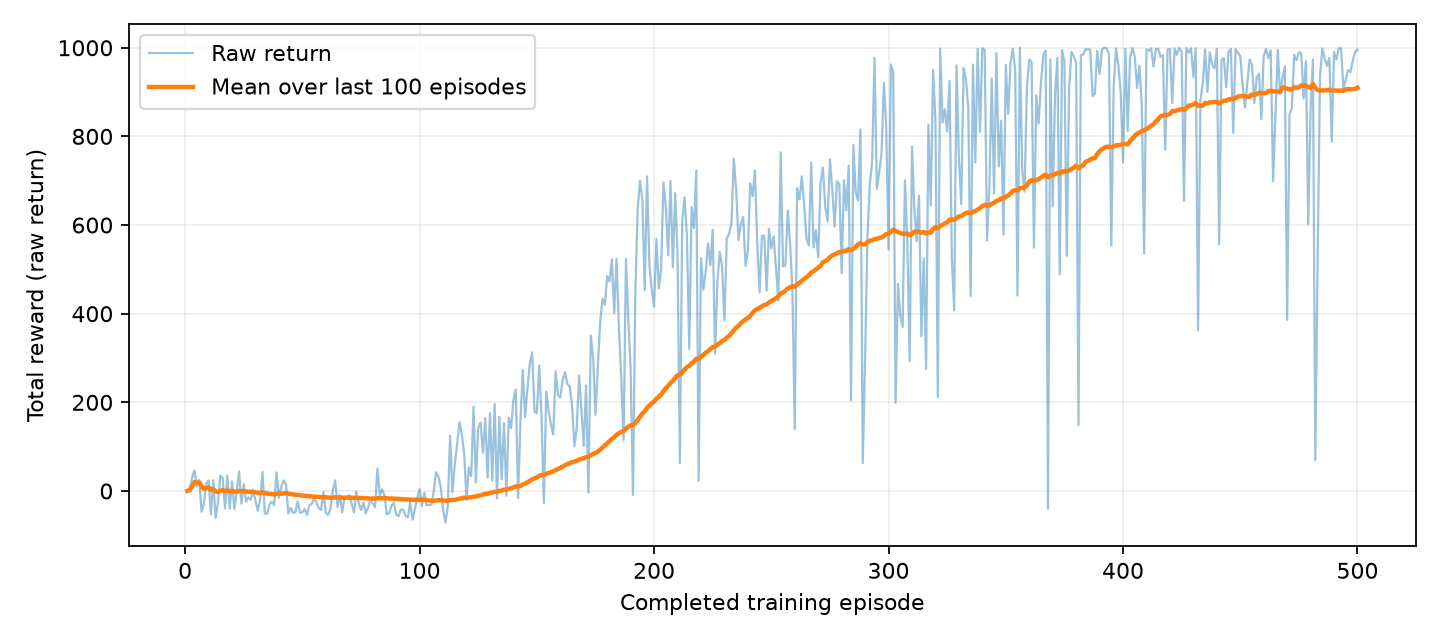 Raw return
Mean over last 100 episodes
Total reward (raw return)
1000
800
600
400
200
0
0 100 200 300 400 500
Completed training episode